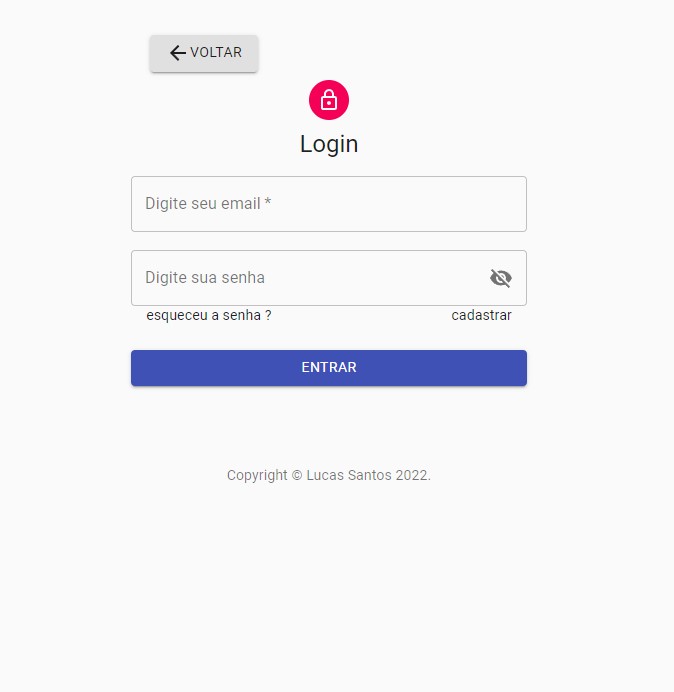 VOLTAR
Login
Digite seu email *
Digite sua senha
esqueceu a senha ? cadastrar
ENTRAR
Copyright © Lucas Santos 2022.